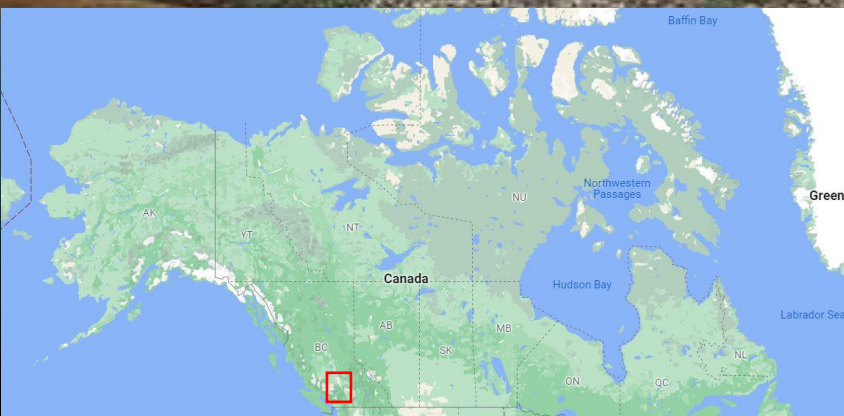 Baffin Bay
Northwestern
Passages
Green
AK
YT
NT
NU
Canada
Hudson Bay
Labrador Sea
BC
AB
SK
MB
ON
QC
NL